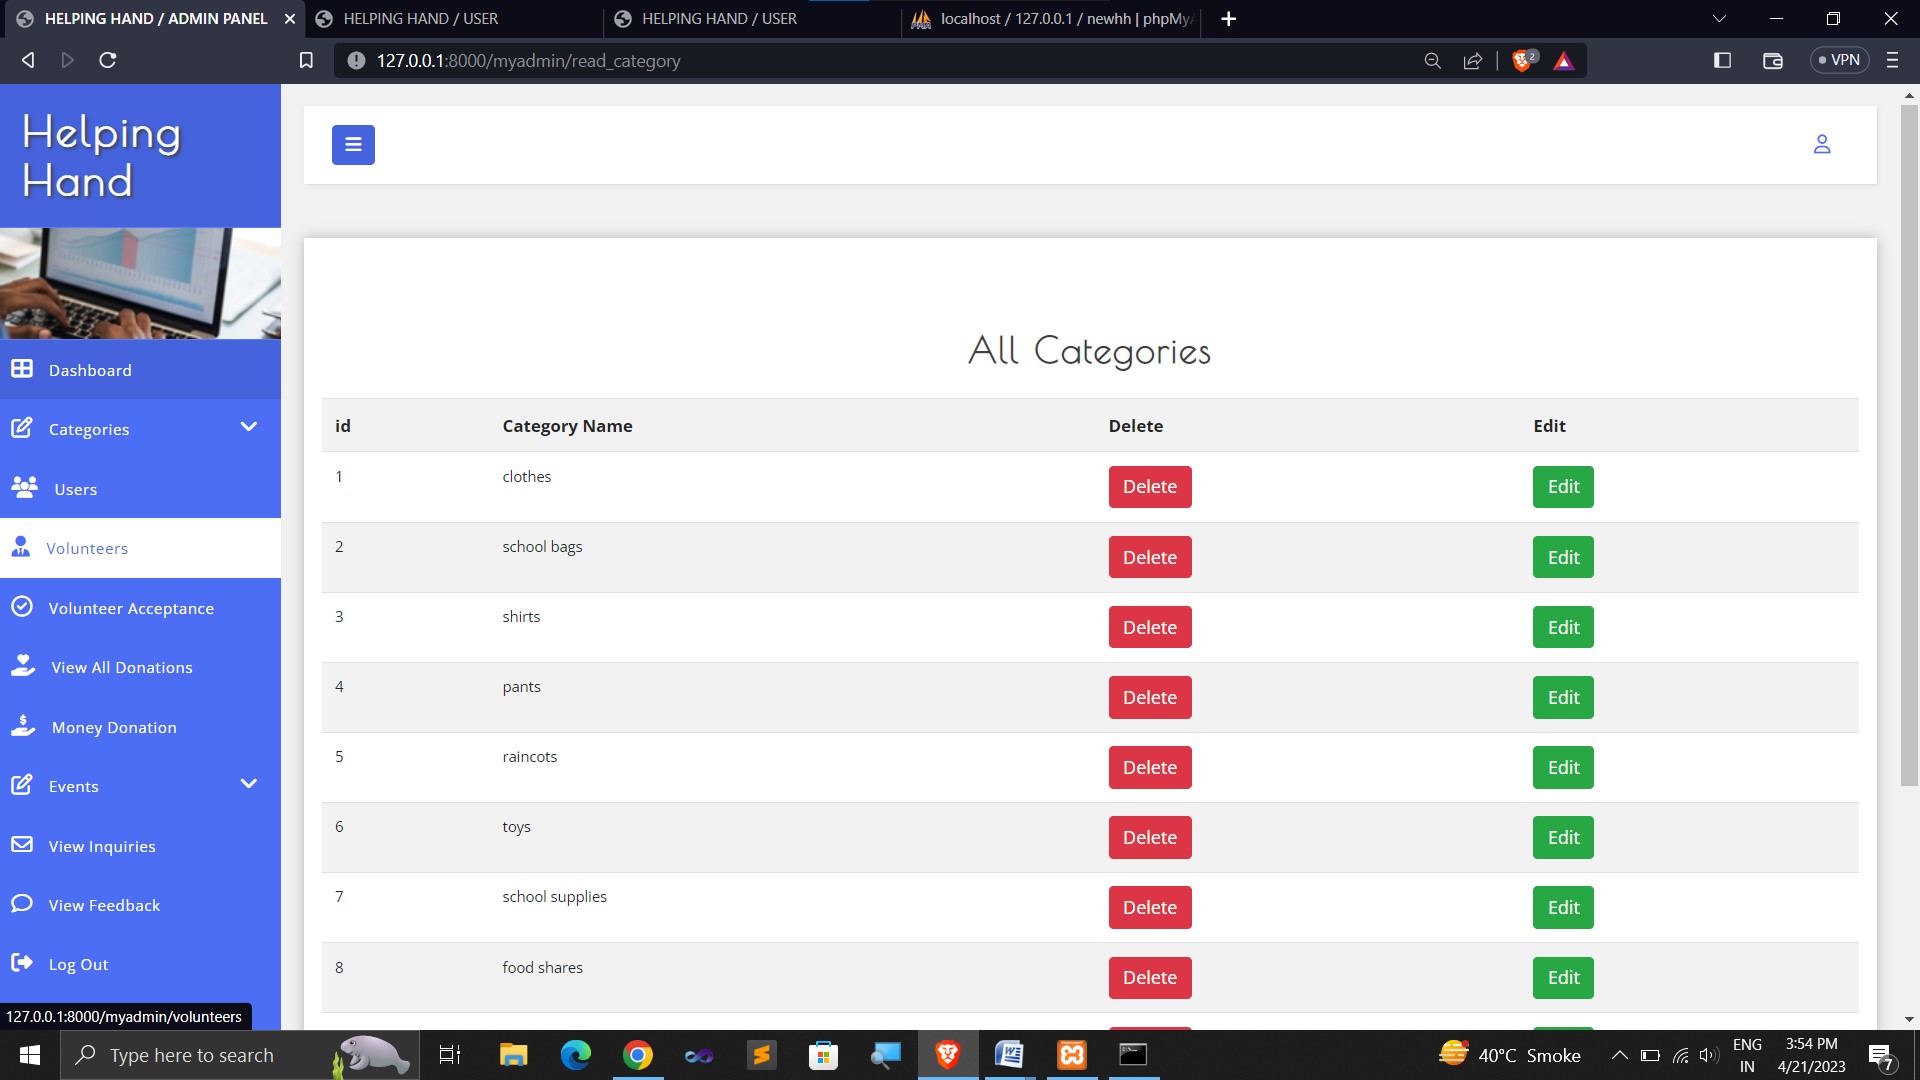 HELPING HAND / ADMIN PANEL
HELPING HAND / USER
HELPING HAND / USER
localhost / 127.0.0.1 / newhh | phpMyA
127.0.0.1:8000/myadmin/read_category
2
VPN
Helping
Hand
Dashboard
Categories
Users
Volunteers
Volunteer Acceptance
View All Donations
Money Donation
Events
View Inquiries
View Feedback
Log Out
127.0.0.1:8000/myadmin/volunteers
All Categories
id Category Name Delete Edit
1 clothes Delete Edit
2 school bags Delete Edit
3 shirts Delete Edit
4 pants Delete Edit
5 raincots Delete Edit
6 toys Delete Edit
7 school supplies Delete Edit
8 food shares Delete Edit
Type here to search
40°C Smoke
ENG
IN
3:54 PM
4/21/2023
7